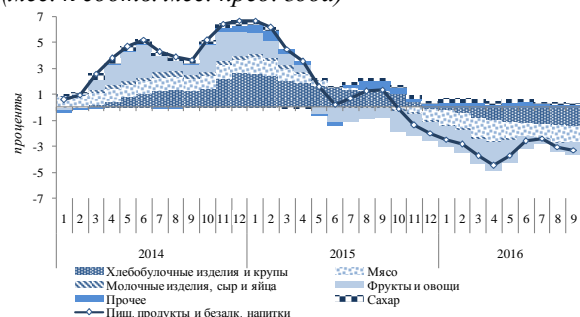 (мес. к соотв. мес. пред. года)
проценты
7
5
3
1
-1
-3
-5
-7
1 2 3 4 5 6 7 8 9 10 11 12 1 2 3 4 5 6 7 8 9 10 11 12 1 2 3 4 5 6 7 8 9
2014 2015 2016
Хлебобулочные изделия и крупы Мясо
Молочные изделия, сыр и яйца Фрукты и овощи
Прочее Сахар
Пищ. продукты и безалк. напитки